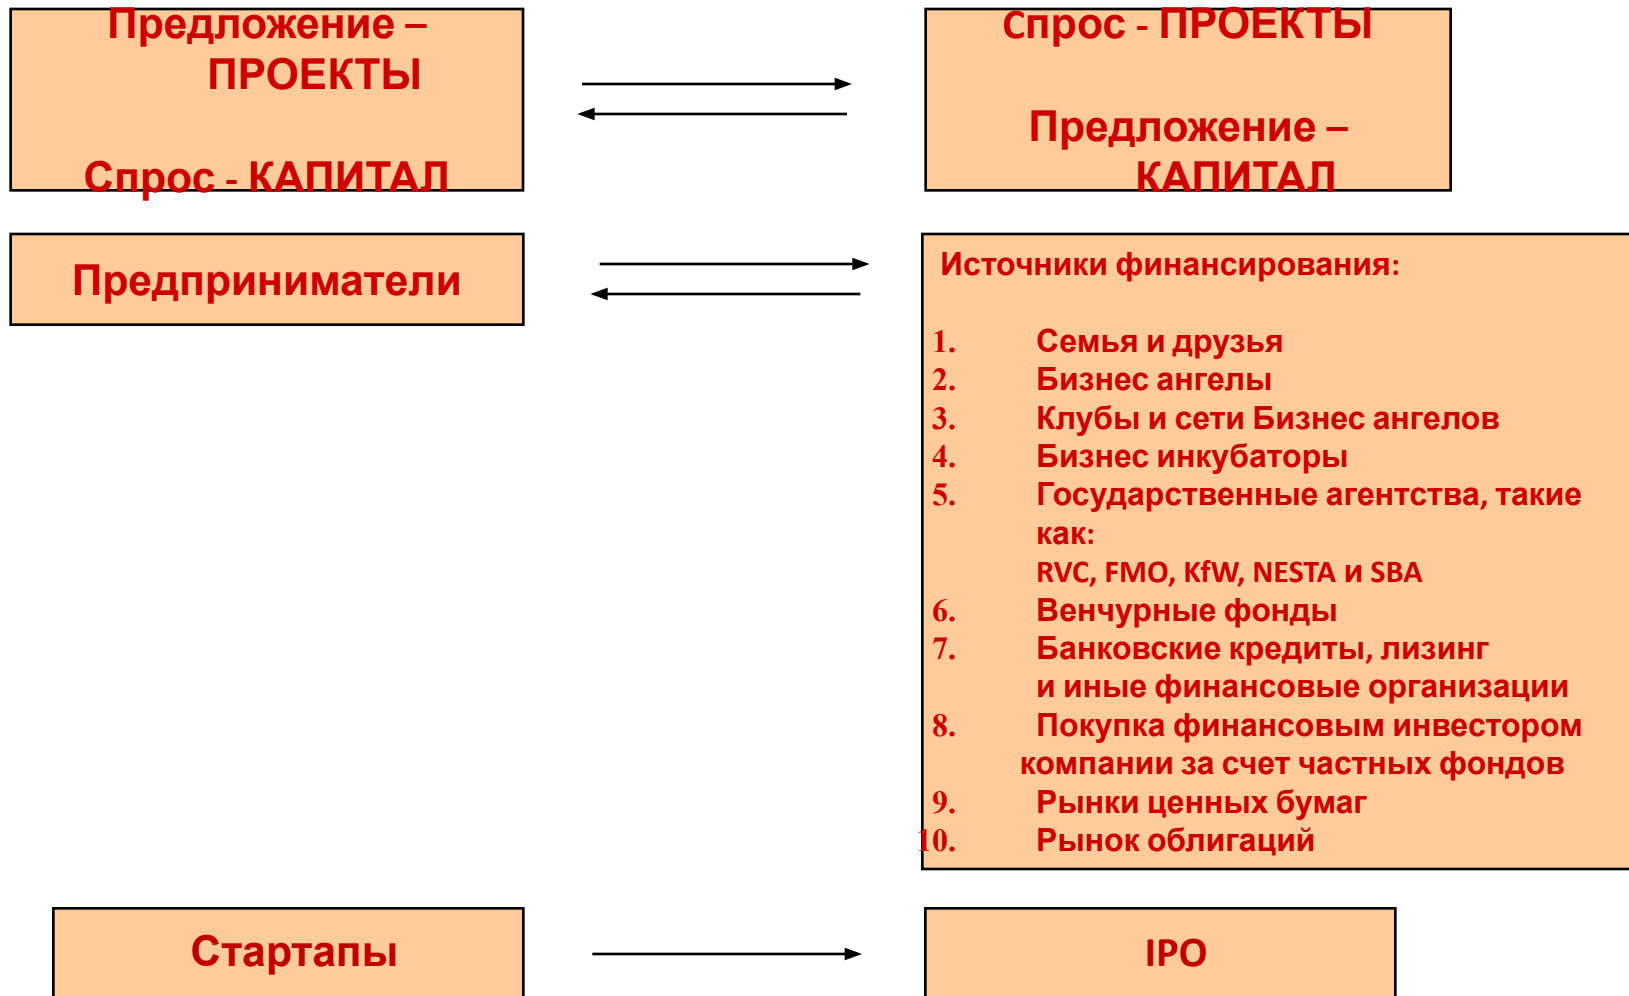 Предложение –
ПРОЕКТЫ
Спрос - КАПИТАЛ
Спрос - ПРОЕКТЫ
Предложение –
КАПИТАЛ
Предприниматели
Источники финансирования:
1. Семья и друзья
2. Бизнес ангелы
3. Клубы и сети Бизнес ангелов
4. Бизнес инкубаторы
5. Государственные агентства, такие
как:
RVC, FMO, KfW, NESTA и SBA
6. Венчурные фонды
7. Банковские кредиты, лизинг
и иные финансовые организации
8. Покупка финансовым инвестором
компании за счет частных фондов
9. Рынки ценных бумаг
10. Рынок облигаций
Стартапы
IPO